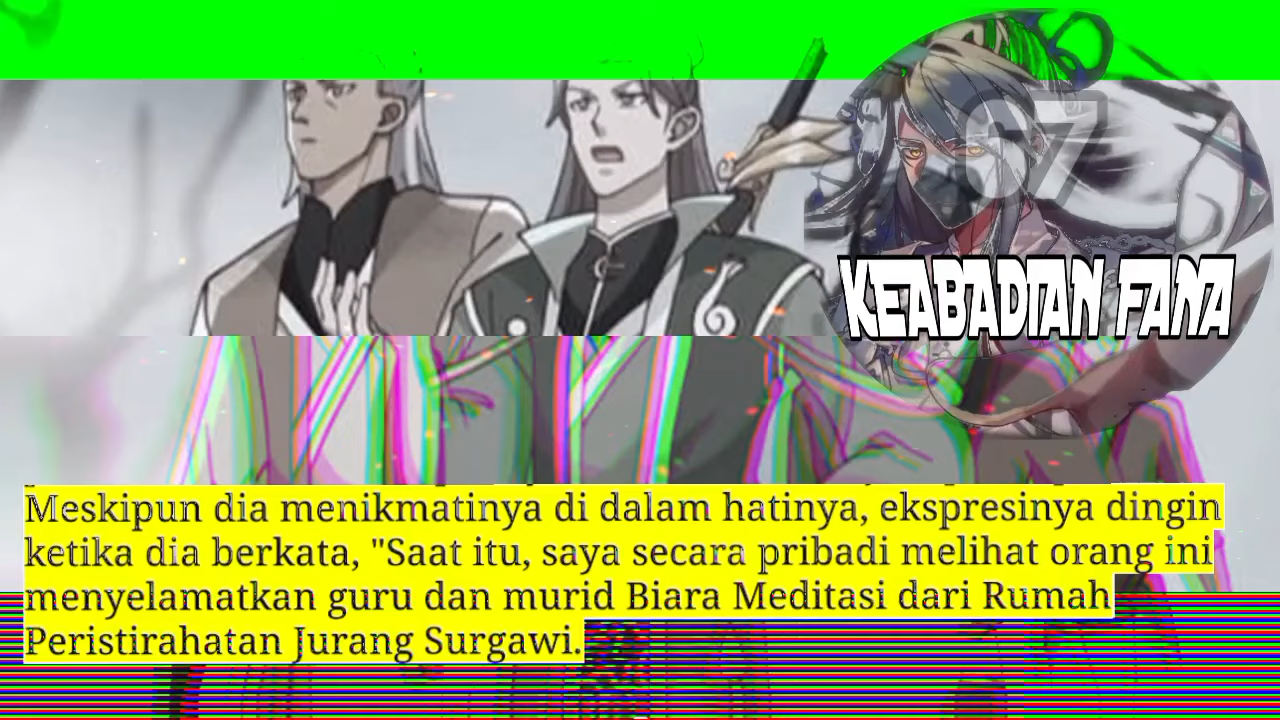 KEABADIAN FANA
Meskipun dia menikmatinya di dalam hatinya, ekspresinya dingin
ketika dia berkata, "Saat itu, saya secara pribadi melihat orang ini
menyelamatkan guru dan murid Biara Meditasi dari Rumah
Peristirahatan Jurang Surgawi.